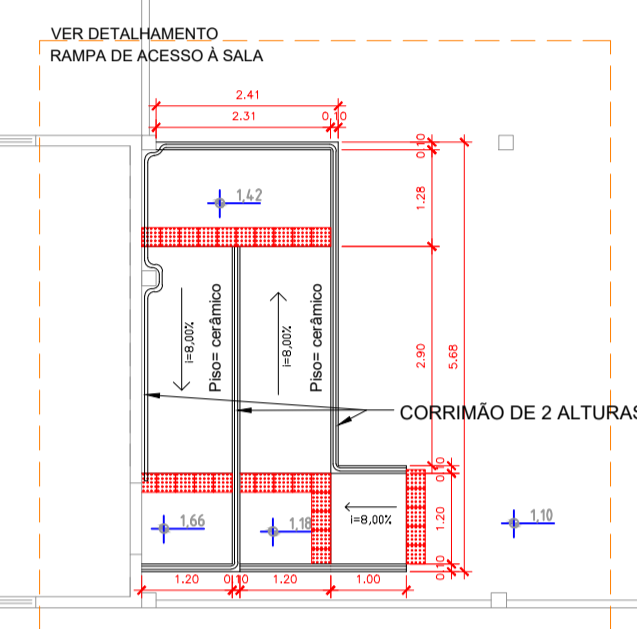 VER DETALHAMENTO
RAMPA DE ACESSO À SALA
2.41
2.31
0,10
0,10
1.28
1,42
i=8,00%
Piso= cerâmico
i=8,00%
Piso= cerâmico
2.90
5.68
CORRIMÃO DE 2 ALTURAS
0,10
1,66
1,18
i=8,00%
1.20
1,10
0,10
1.20
0,10
1.20
1.00